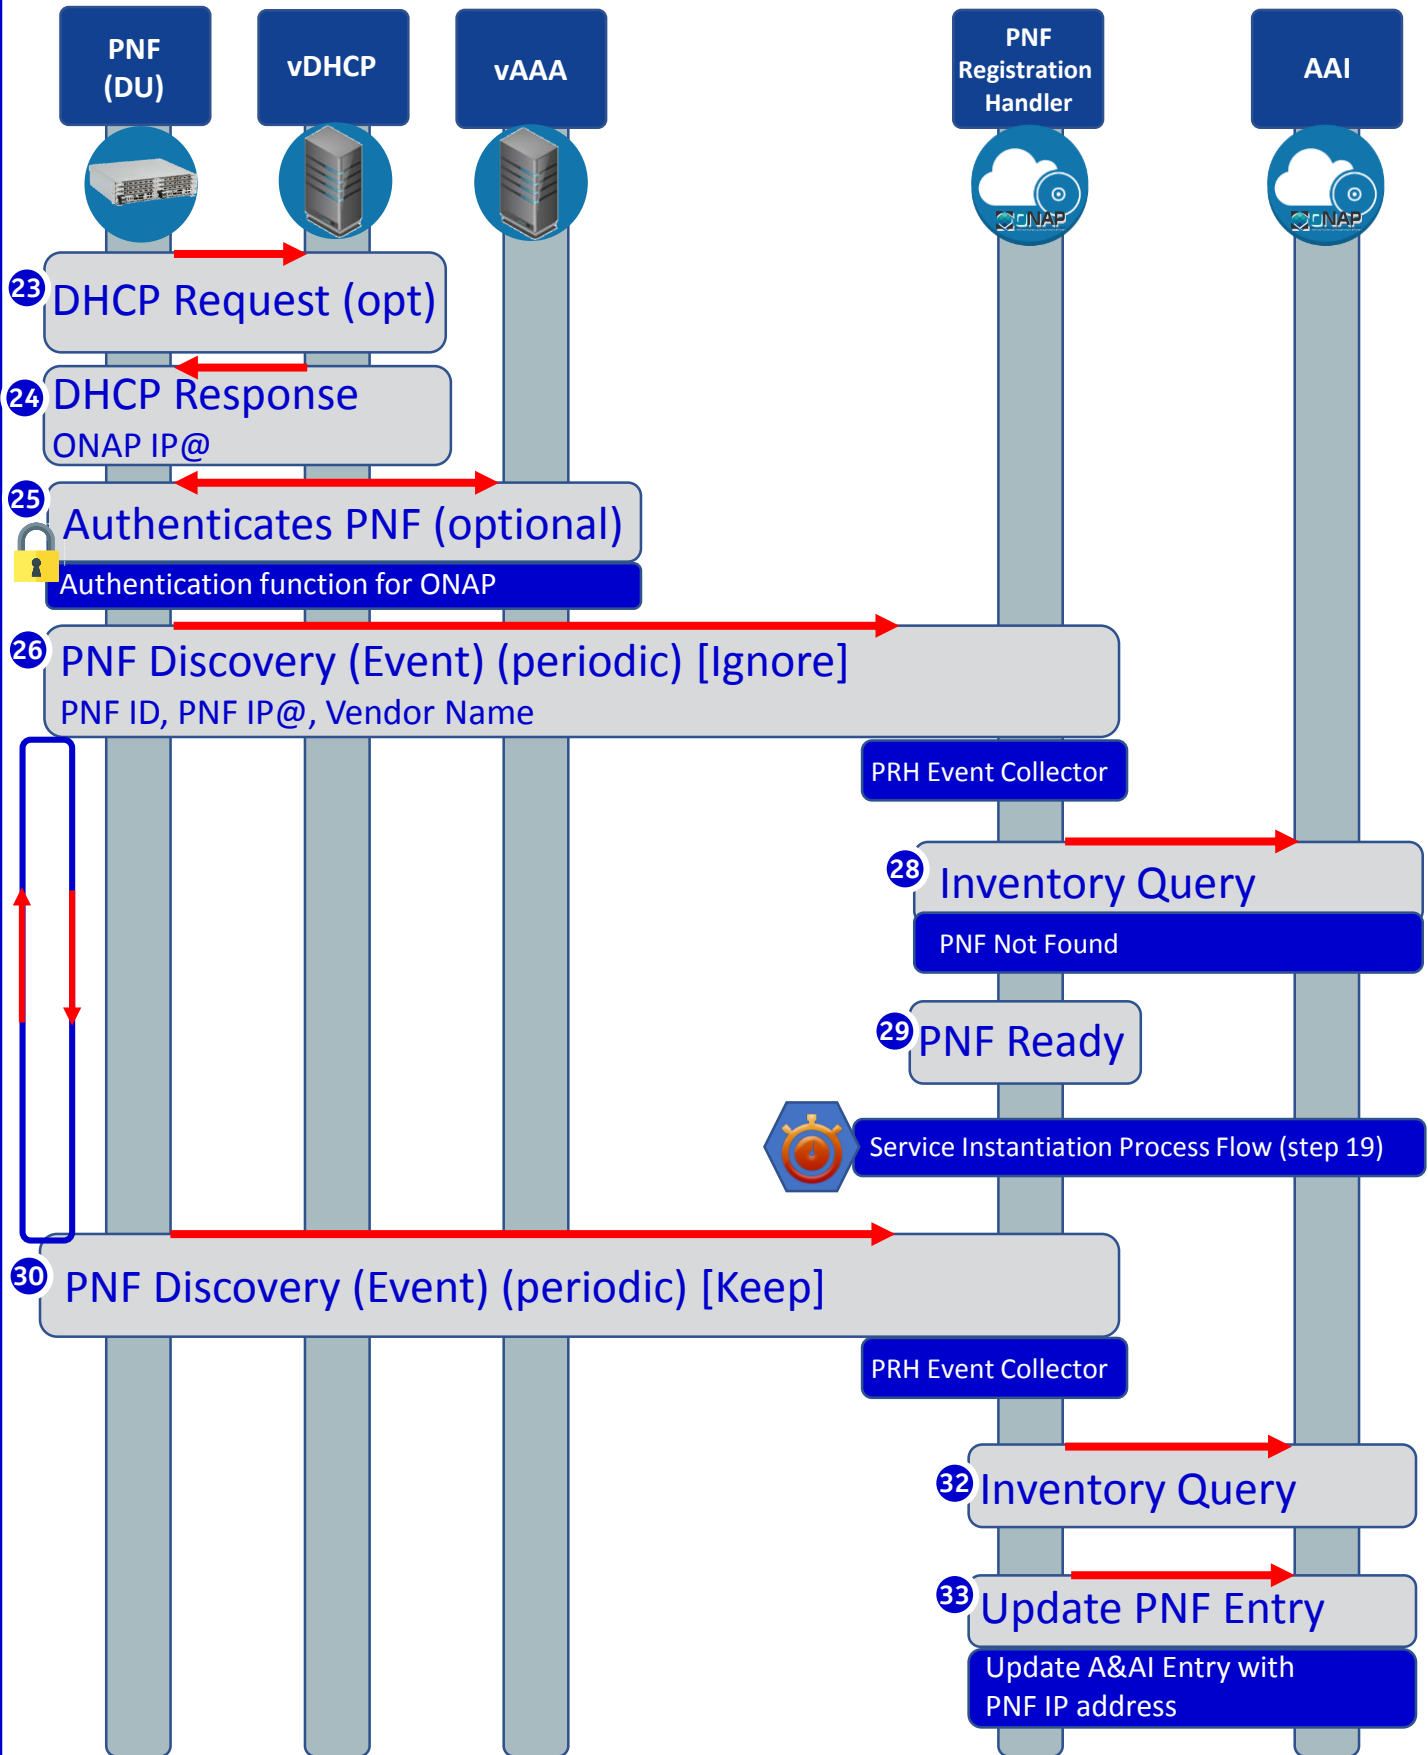 PNF
(DU)
vDHCP
vAAA
PNF
Registration
Handler
AAI
ONAP
ONAP
23
DHCP Request (opt)
24
DHCP Response
ONAP IP@
25
Authenticates PNF (optional)
Authentication function for ONAP
26
PNF Discovery (Event) (periodic) [Ignore]
PNF ID, PNF IP@, Vendor Name
PRH Event Collector
28
Inventory Query
PNF Not Found
29
PNF Ready
Service Instantiation Process Flow (step 19)
30
PNF Discovery (Event) (periodic) [Keep]
PRH Event Collector
32
Inventory Query
33
Update PNF Entry
Update A&AI Entry with
PNF IP address